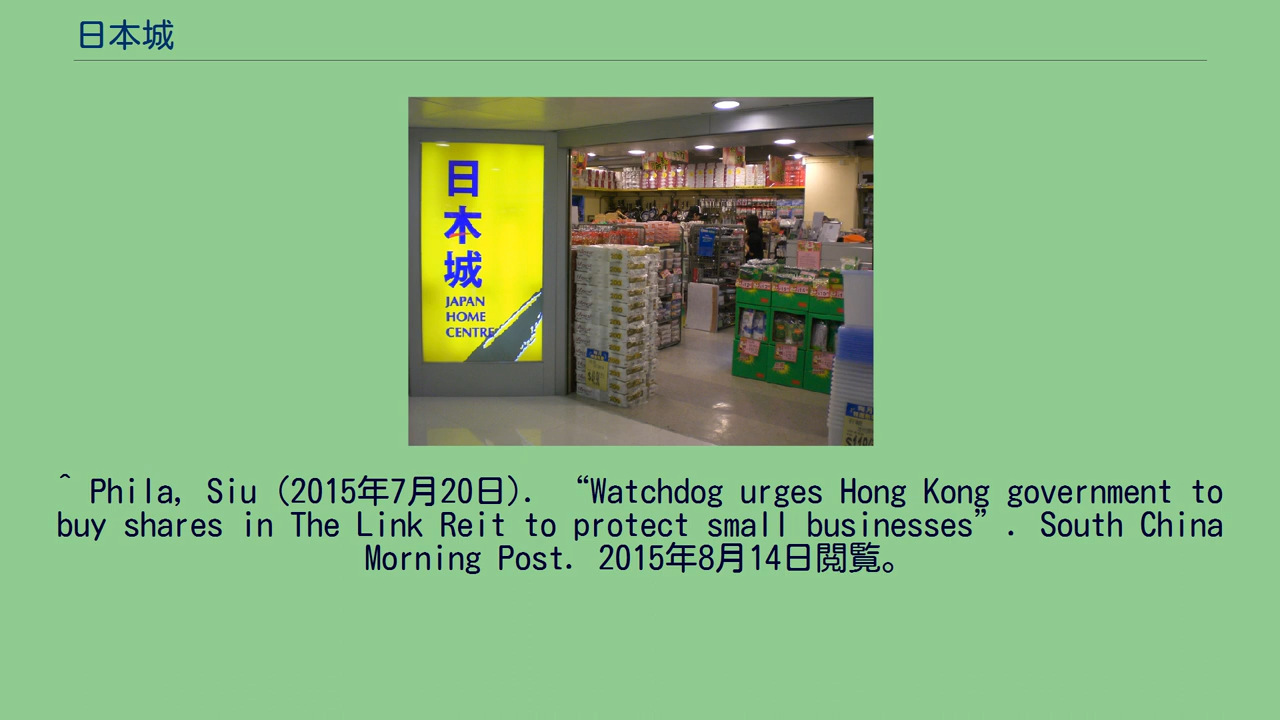 日本城
日
木
城
JAPAN
HOME
CENTRE
^ Phila, Siu (2015年7月20日). “Watchdog urges Hong Kong government to
buy shares in The Link Reit to protect small businesses”. South China
Morning Post. 2015年8月14日閲覧。